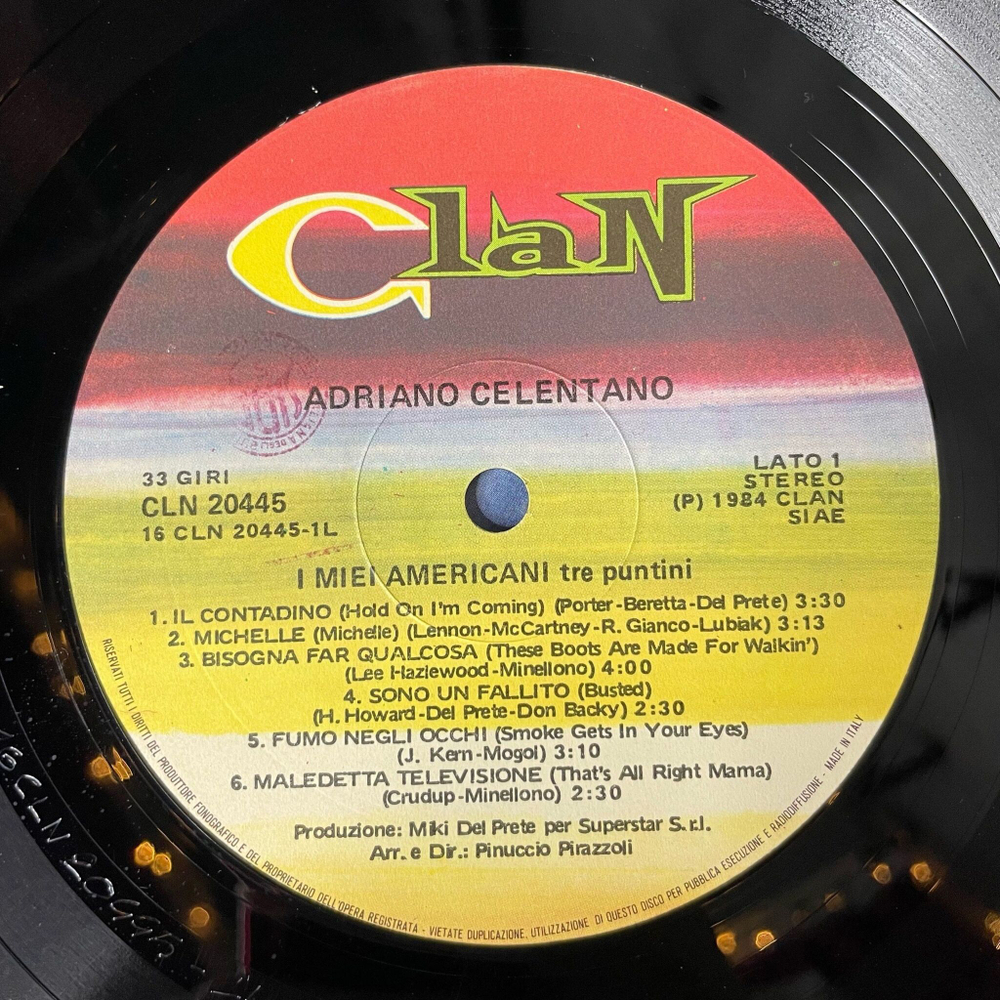 Clan
ADRIANO CELENTANO
33 GIRI
CLN 20445
16 CLN 20445-1L
LATO 1
STEREO
(P) 1984 CLAN
SIAE
I MIEI AMERICANI tre puntini
1. IL CONTADINO (Hold On I'm Coming) (Porter-Beretta-Del Prete) 3:30
2. MICHELLE (Michelle) (Lennon-McCartney-R. Gianco-Lubiak) 3:13
3. BISOGNA FAR QUALCOSA (These Boots Are Made For Walkin')
(Lee Hazlewood-Minellono) 4:00
4. SONO UN FALLITO (Busted)
(H. Howard-Del Prete-Don Backy) 2:30
5. FUMO NEGLI OCCHI (Smoke Gets In Your Eyes)
(J. Kern-Mogol) 3:10
6. MALEDETTA TELEVISIONE (That's All Right Mama)
(Crudup-Minellono) 2:30
Produzione: Miki Del Prete per Superstar S.r.l.
Arr. e Dir.: Pinuccio Pirazzoli
RISERVATI TUTTI I DIRITTI DEL PRODUTTORE FONOGRAFICO E DEL PROPRIETARIO DELL'OPERA REGISTRATA - VIETATE DUPLICAZIONE, UTILIZZAZIONE DI QUESTO DISCO PER PUBBLICA ESECUZIONE E RADIODIFFUSIONE - MADE IN ITALY